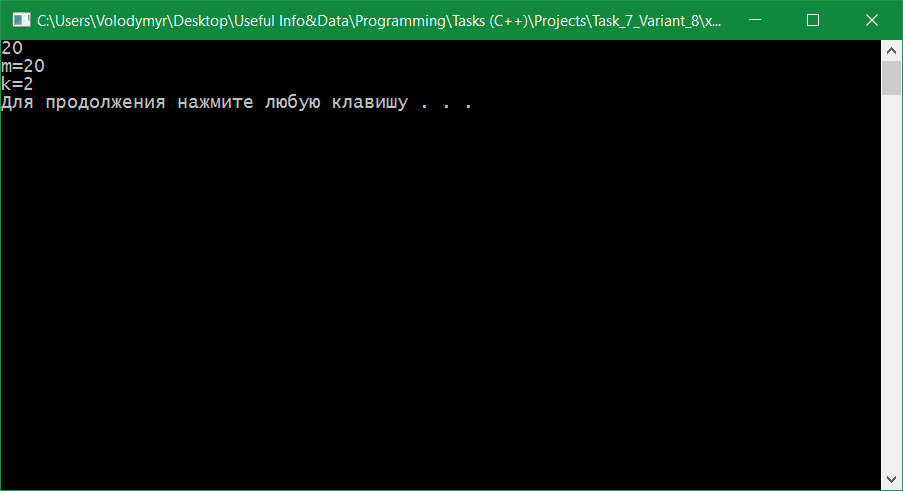 C:\Users\Volodymyr\Desktop\Useful Info&Data\Programming\Tasks (C++)\Projects\Task_7_Variant_8\x...
20
m=20
k=2
Для продолжения нажмите любую клавишу . . .